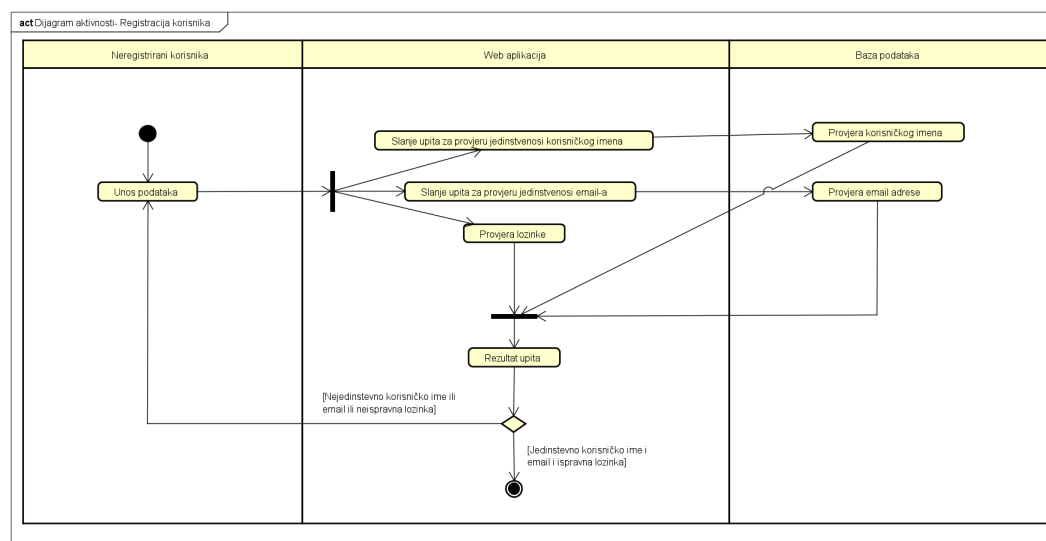 act Dijagram aktivnosti- Registracija korisnika
Neregistrirani korisnika
Web aplikacija
Baza podataka
Slanje upita za provjeru jedinstvenosi korisničkog imena
Provjera korisničkog imena
Unos podataka
Slanje upita za provjeru jedinstvenosi email-a
Provjera email adrese
Provjera lozinke
Rezultat upita
[Nejedinstevno korisničko ime ili
email ili neispravna lozinka]
[Jedinstevno korisničko ime i
email i ispravna lozinka]